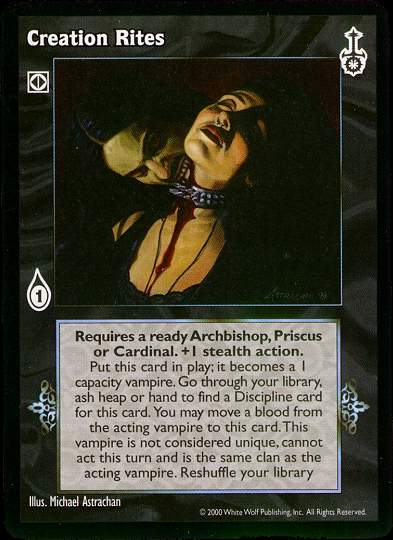 Creation Rites
ASTRACHAN 99
1
Requires a ready Archbishop, Priscus
or Cardinal. +1 stealth action.
Put this card in play; it becomes a 1
capacity vampire. Go through your library,
ash heap or hand to find a Discipline card
for this card. You may move a blood from
the acting vampire to this card. This
vampire is not considered unique, cannot
act this turn and is the same clan as the
acting vampire. Reshuffle your library
Illus. Michael Astrachan
© 2000 White Wolf Publishing, Inc. All Rights Reserved.